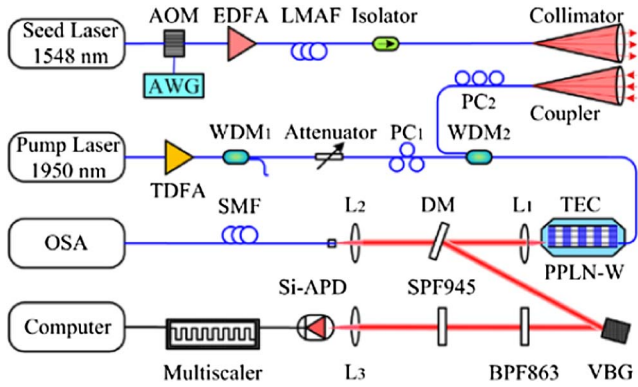 AOM EDFA LMAF Isolator Collimator
Seed Laser
1548 nm
AWG
PC2 Coupler
Pump Laser
1950 nm
WDM1 Attenuator PC1 WDM2
TDFA
SMF L2 DM L1 TEC
OSA
PPLN-W
Si-APD SPF945
Computer
Multiscaler L3 BPF863 VBG